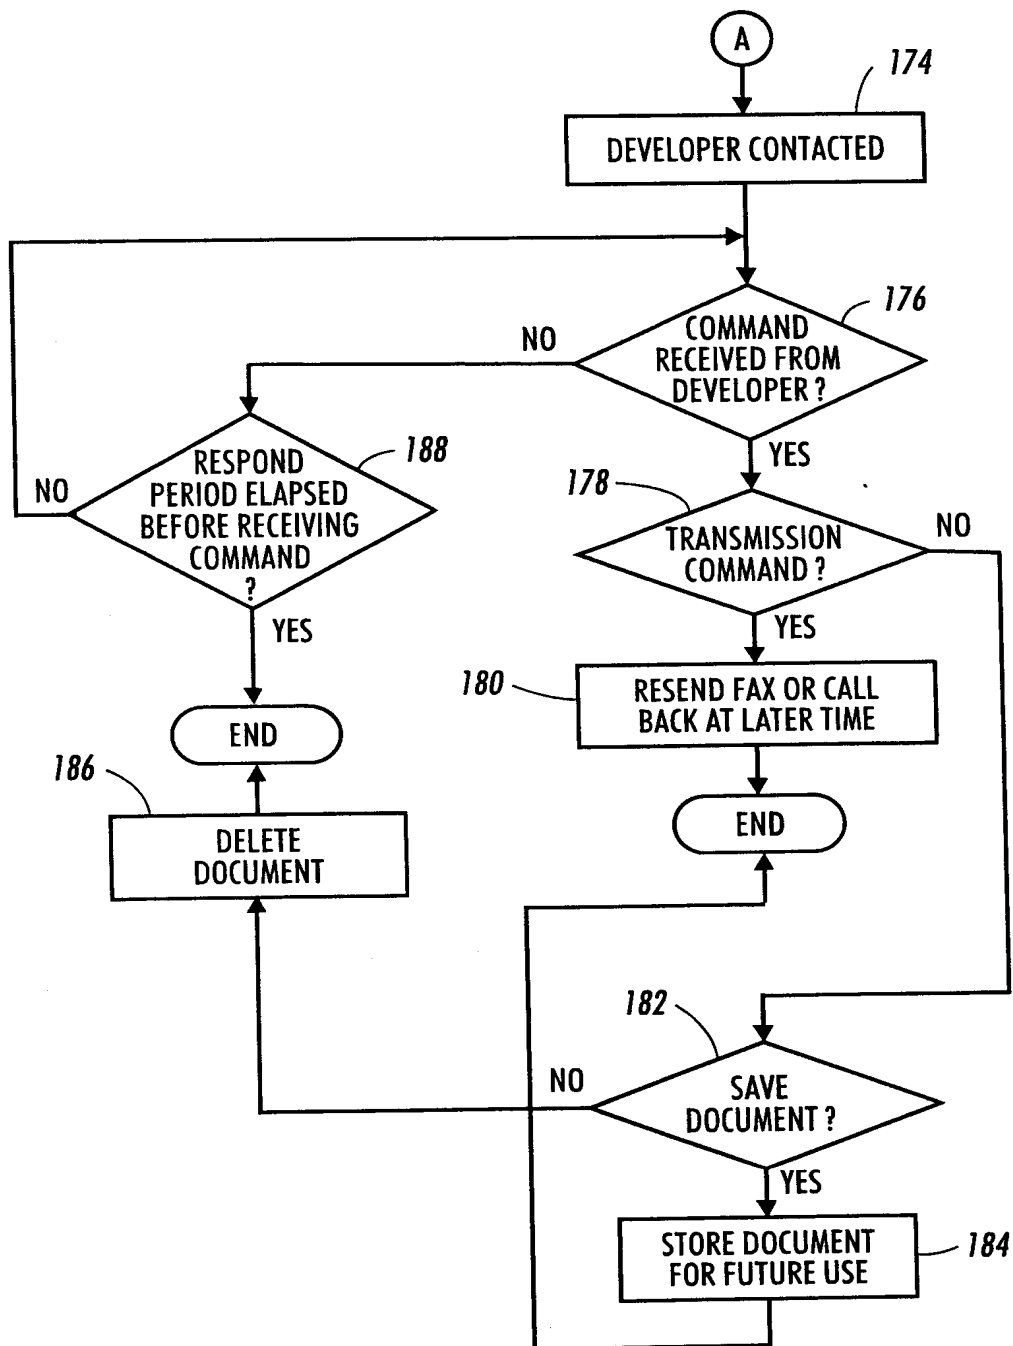 A
174
DEVELOPER CONTACTED
176
COMMAND
RECEIVED FROM
DEVELOPER ?
NO
YES
188
RESPOND
PERIOD ELAPSED
BEFORE RECEIVING
COMMAND
?
NO
YES
END
178
TRANSMISSION
COMMAND ?
NO
YES
180
RESEND FAX OR CALL
BACK AT LATER TIME
END
186
DELETE
DOCUMENT
182
SAVE
DOCUMENT ?
NO
YES
STORE DOCUMENT
FOR FUTURE USE
184